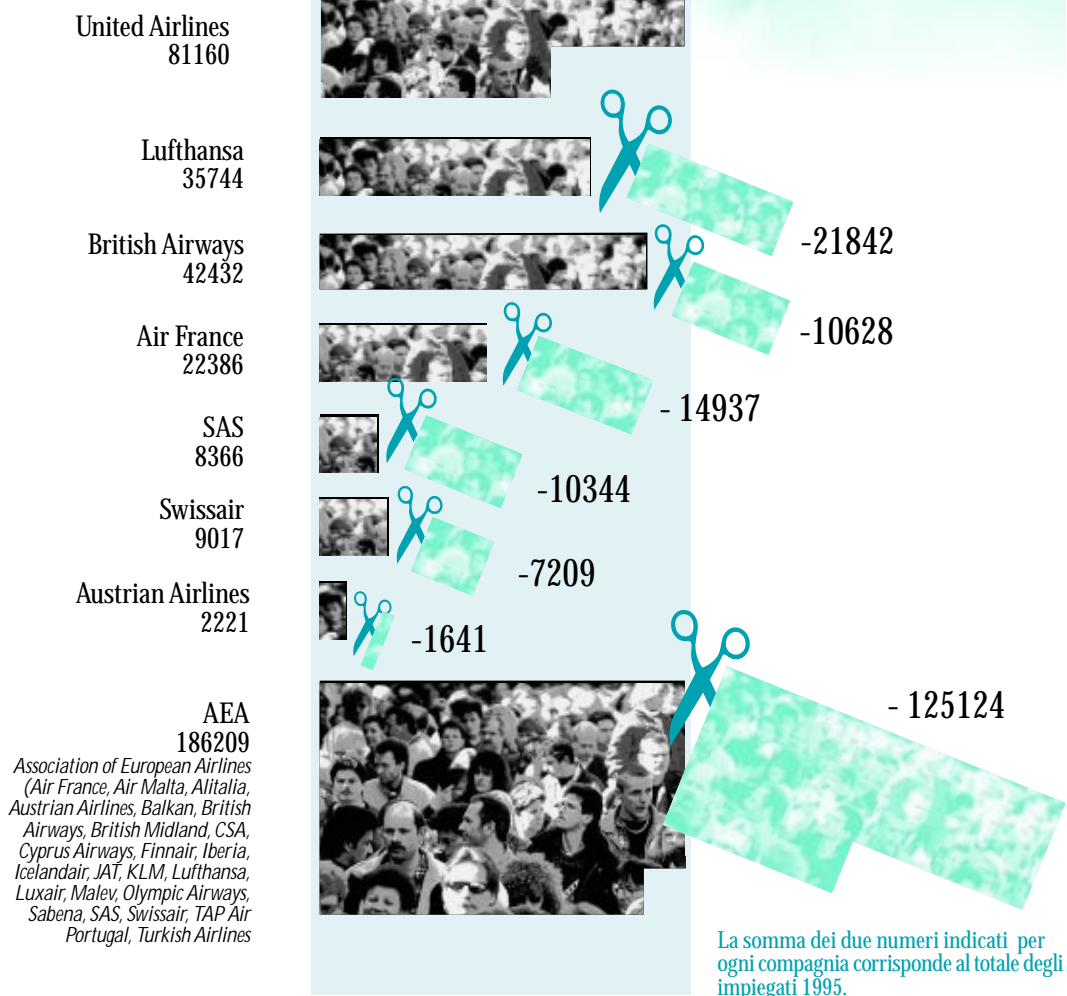 United Airlines
81160
Lufthansa
35744
-21842
British Airways
42432
-10628
Air France
22386
- 14937
SAS
8366
-10344
Swissair
9017
-7209
Austrian Airlines
2221
-1641
AEA
186209
- 125124
Association of European Airlines
(Air France, Air Malta, Alitalia,
Austrian Airlines, Balkan, British
Airways, British Midland, CSA,
Cyprus Airways, Finnair, Iberia,
Icelandair, JAT, KLM, Lufthansa,
Luxair, Malev, Olympic Airways,
Sabena, SAS, Swissair, TAP Air
Portugal, Turkish Airlines
La somma dei due numeri indicati per
ogni compagnia corrisponde al totale degli
impiegati 1995.